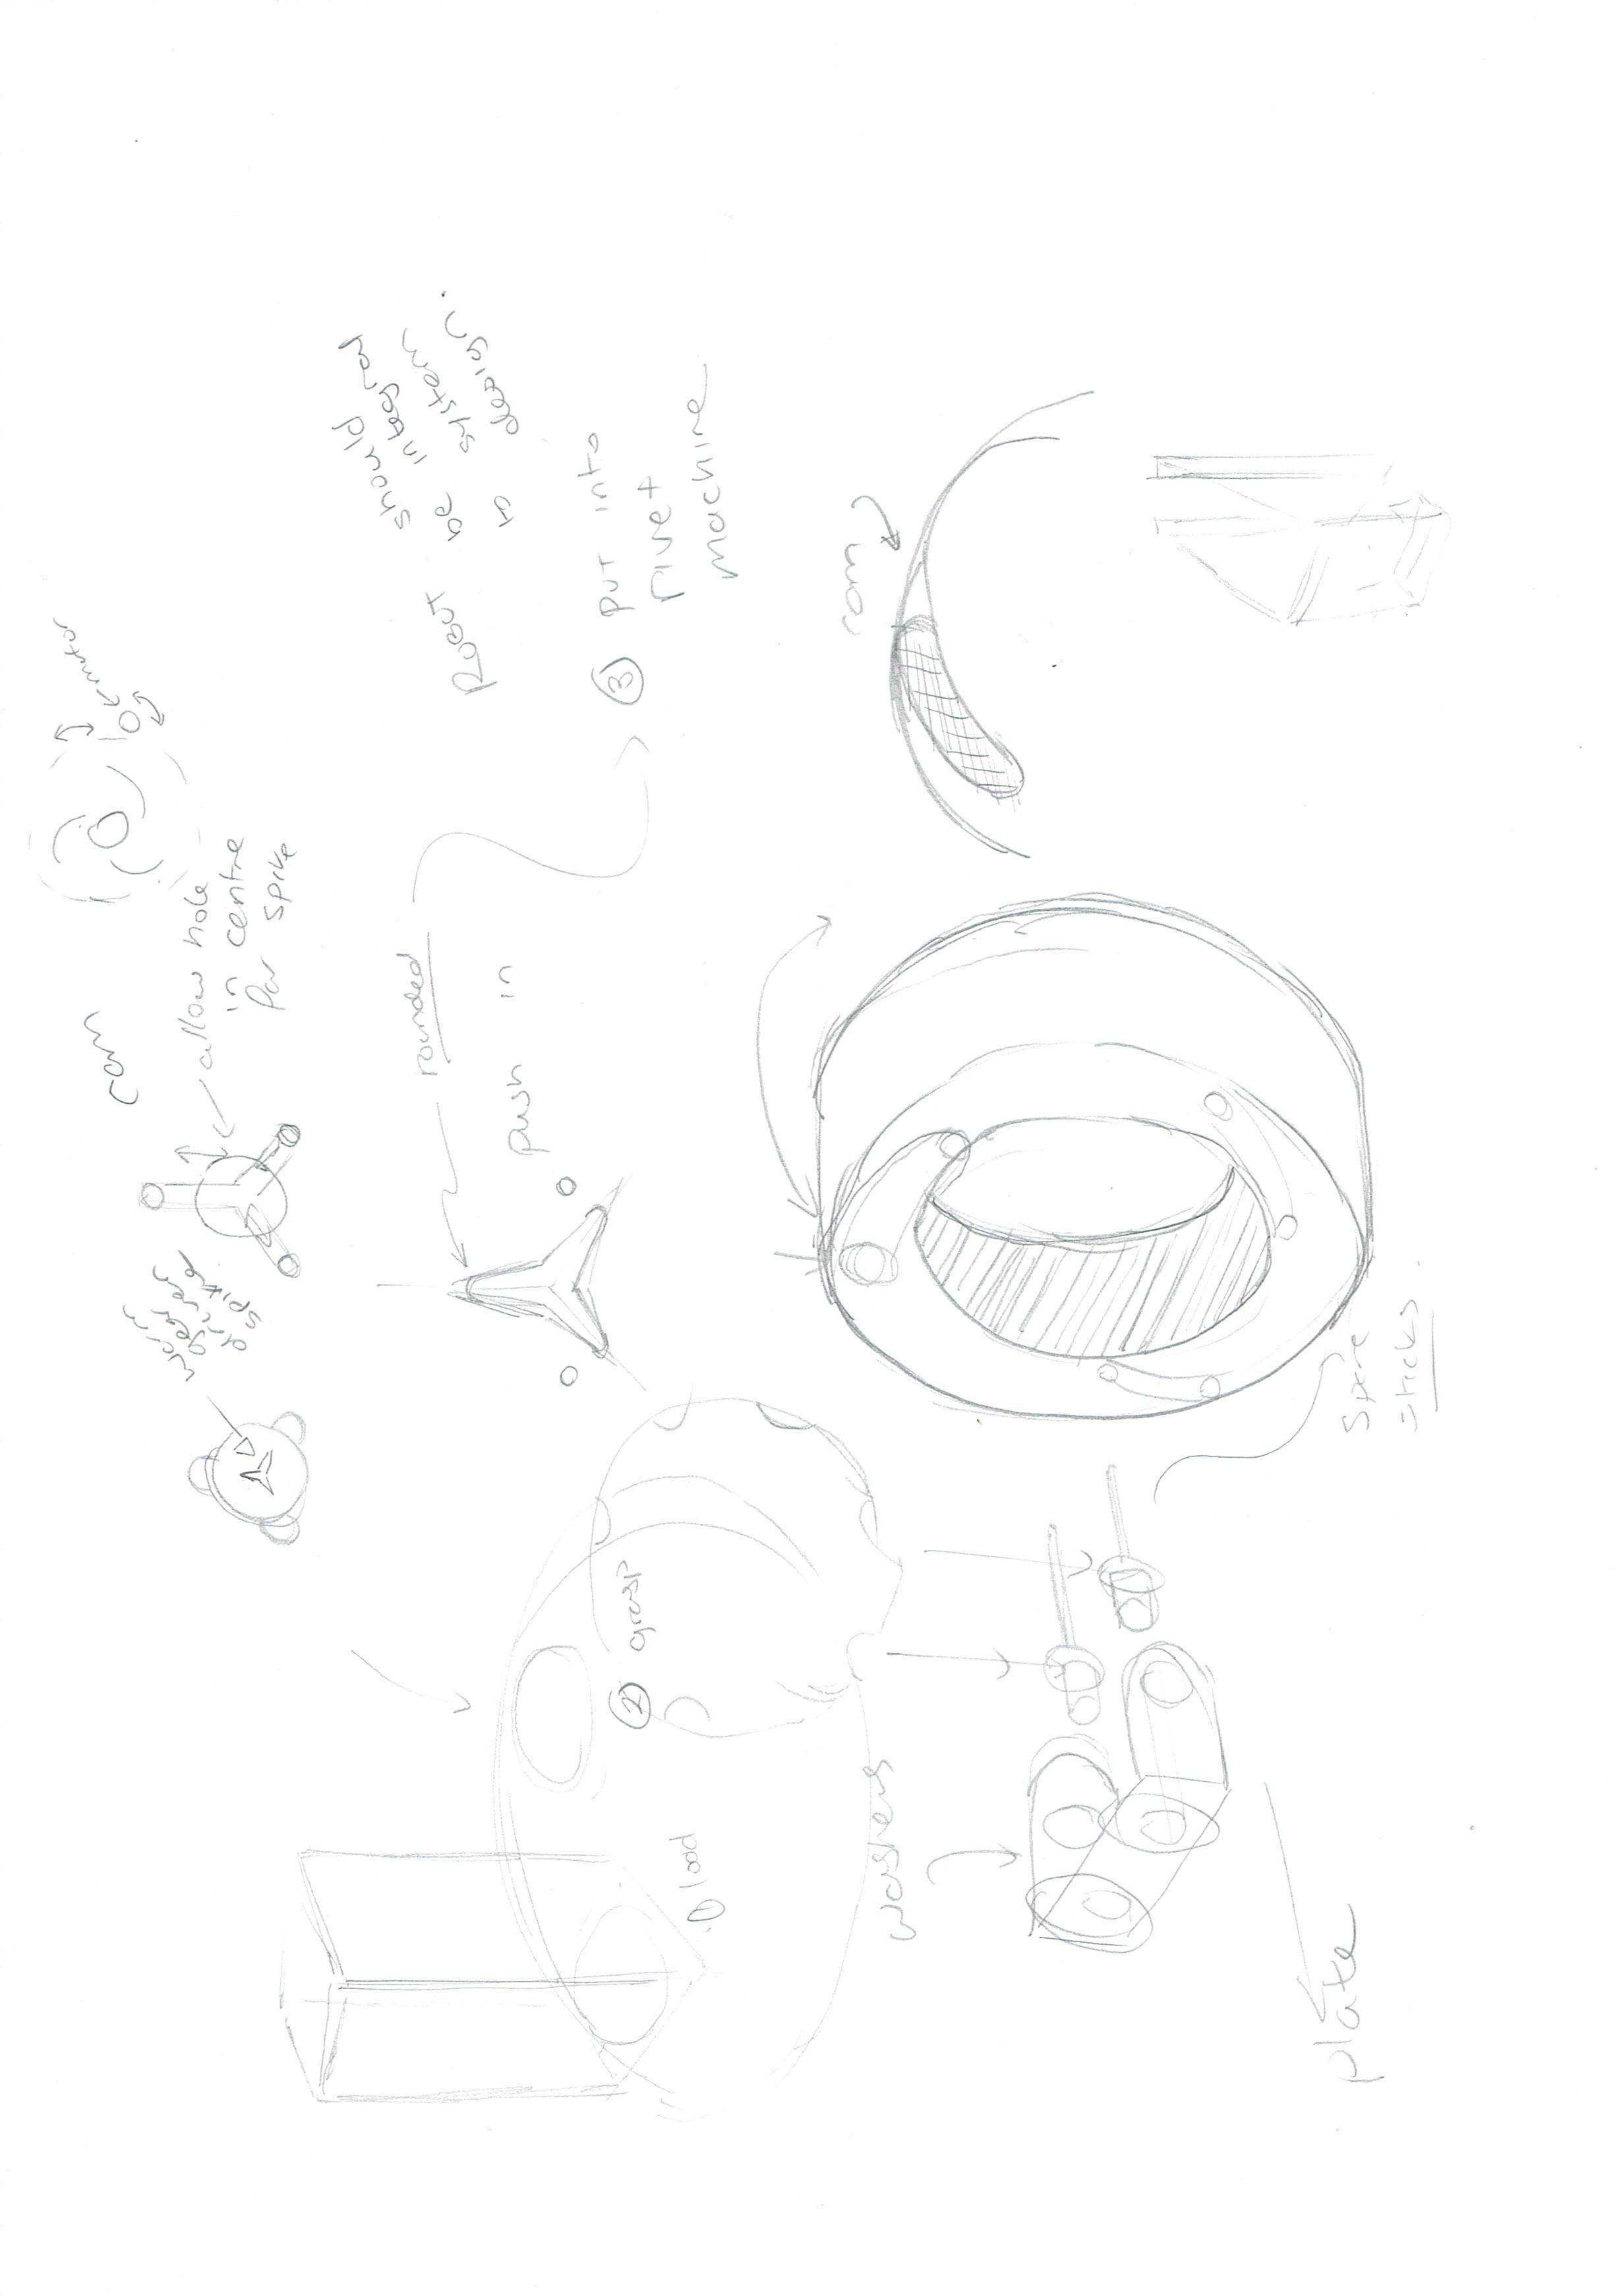 cam
motor
worm
gear
driven
spike
allow hole
in centre
for spike
rounded
push in
Robot should
be integral
to system
design.
② grasp
① load
③ put into
rivet
machine
washers
cam
plate
spare
sticks